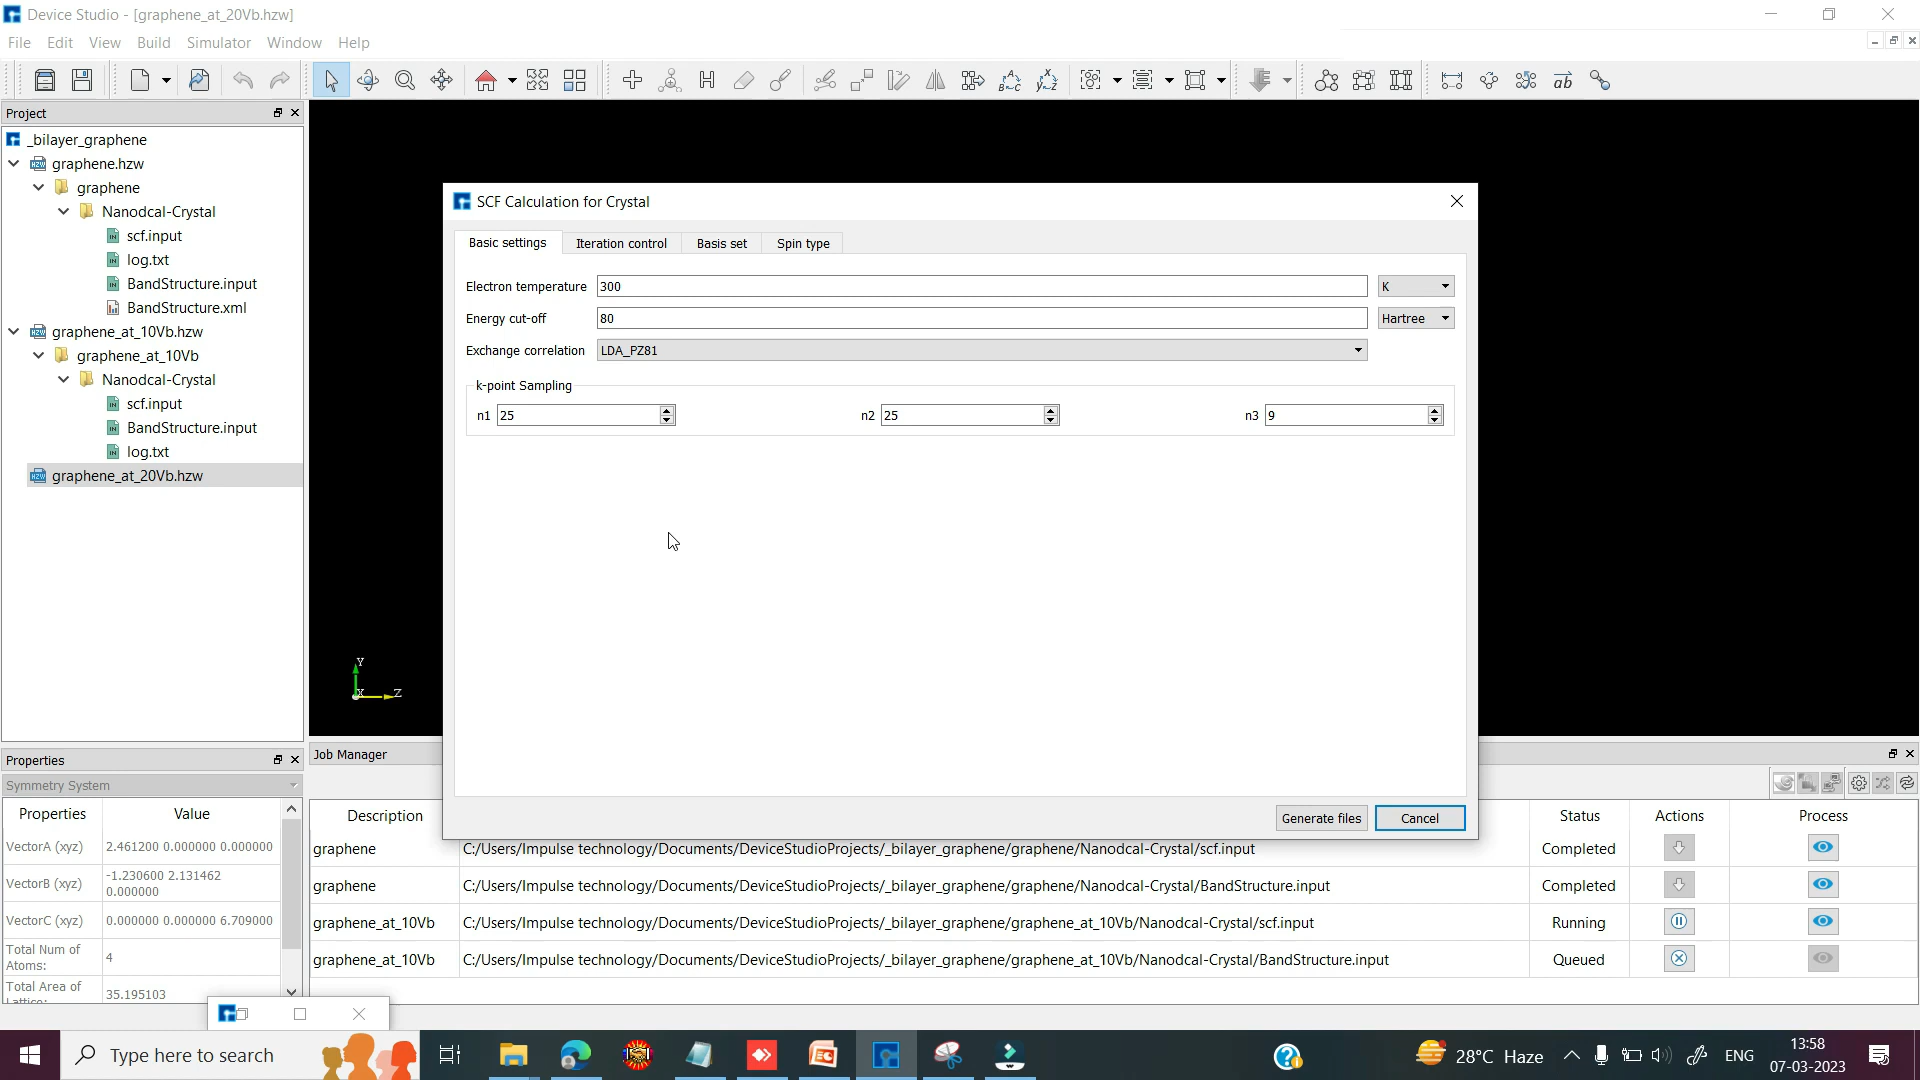 Device Studio - [graphene_at_20Vb.hzw]
File Edit View Build Simulator Window Help
Project
_bilayer_graphene
graphene.hzw
graphene
Nanodcal-Crystal
scf.input
log.txt
BandStructure.input
BandStructure.xml
graphene_at_10Vb.hzw
graphene_at_10Vb
Nanodcal-Crystal
scf.input
BandStructure.input
log.txt
graphene_at_20Vb.hzw
SCF Calculation for Crystal
Basic settings Iteration control Basis set Spin type
Electron temperature 300 K
Energy cut-off 80 Hartree
Exchange correlation LDA_PZ81
k-point Sampling
n1 25 n2 25 n3 9
Generate files Cancel
Y
X Z
Properties
Symmetry System
Properties Value
VectorA (xyz) 2.461200 0.000000 0.000000
VectorB (xyz) -1.230600 2.131462
0.000000
VectorC (xyz) 0.000000 0.000000 6.709000
Total Num of
Atoms: 4
Total Area of
Lattice: 35.195103
Job Manager
Description Status Actions Process
graphene C:/Users/Impulse technology/Documents/DeviceStudioProjects/_bilayer_graphene/graphene/Nanodcal-Crystal/scf.input Completed
graphene C:/Users/Impulse technology/Documents/DeviceStudioProjects/_bilayer_graphene/graphene/Nanodcal-Crystal/BandStructure.input Completed
graphene_at_10Vb C:/Users/Impulse technology/Documents/DeviceStudioProjects/_bilayer_graphene/graphene_at_10Vb/Nanodcal-Crystal/scf.input Running
graphene_at_10Vb C:/Users/Impulse technology/Documents/DeviceStudioProjects/_bilayer_graphene/graphene_at_10Vb/Nanodcal-Crystal/BandStructure.input Queued
Type here to search
28°C Haze
ENG
13:58
07-03-2023